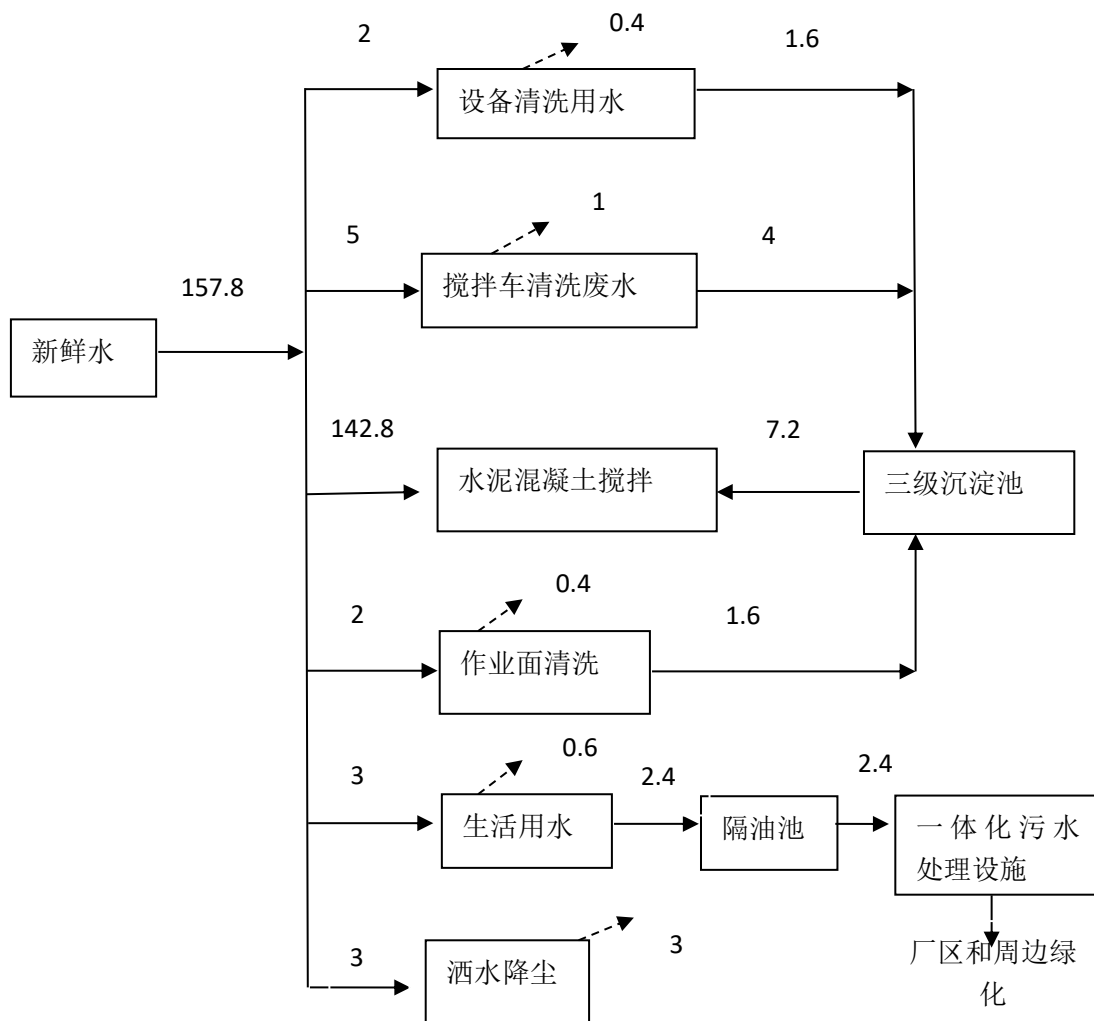 2
0.4
1.6
设备清洗用水
5
1
4
搅拌车清洗废水
157.8
新鲜水
142.8
7.2
水泥混凝土搅拌
三级沉淀池
2
0.4
1.6
作业面清洗
3
0.6
2.4
2.4
生活用水
隔油池
一体化污水
处理设施
3
3
洒水降尘
厂区和周边绿
化